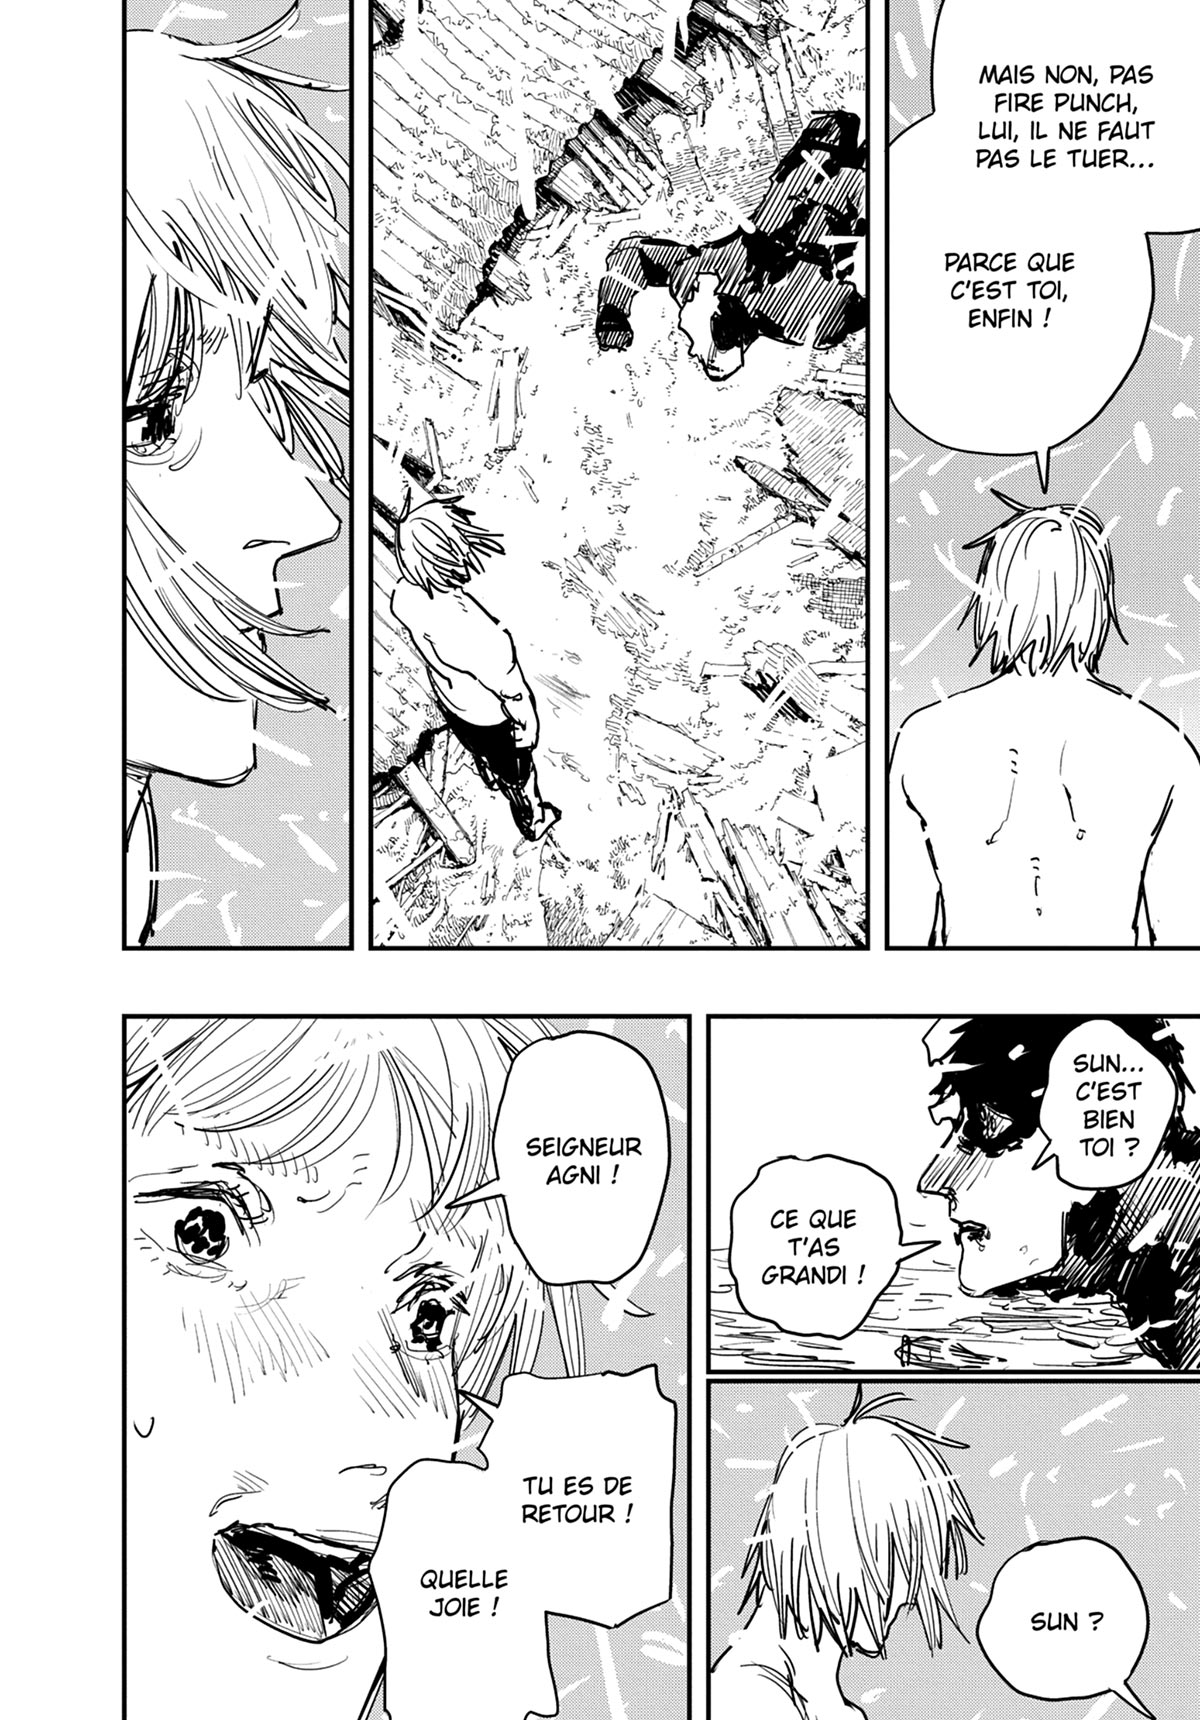 MAIS NON, PAS
FIRE PUNCH,
LUI, IL NE FAUT
PAS LE TUER...
PARCE QUE
C'EST TOI,
ENFIN !
SUN...
C'EST
BIEN
TOI ?
CE QUE
T'AS
GRANDI !
SUN ?
SEIGNEUR
AGNI !
TU ES DE
RETOUR !
QUELLE
JOIE !